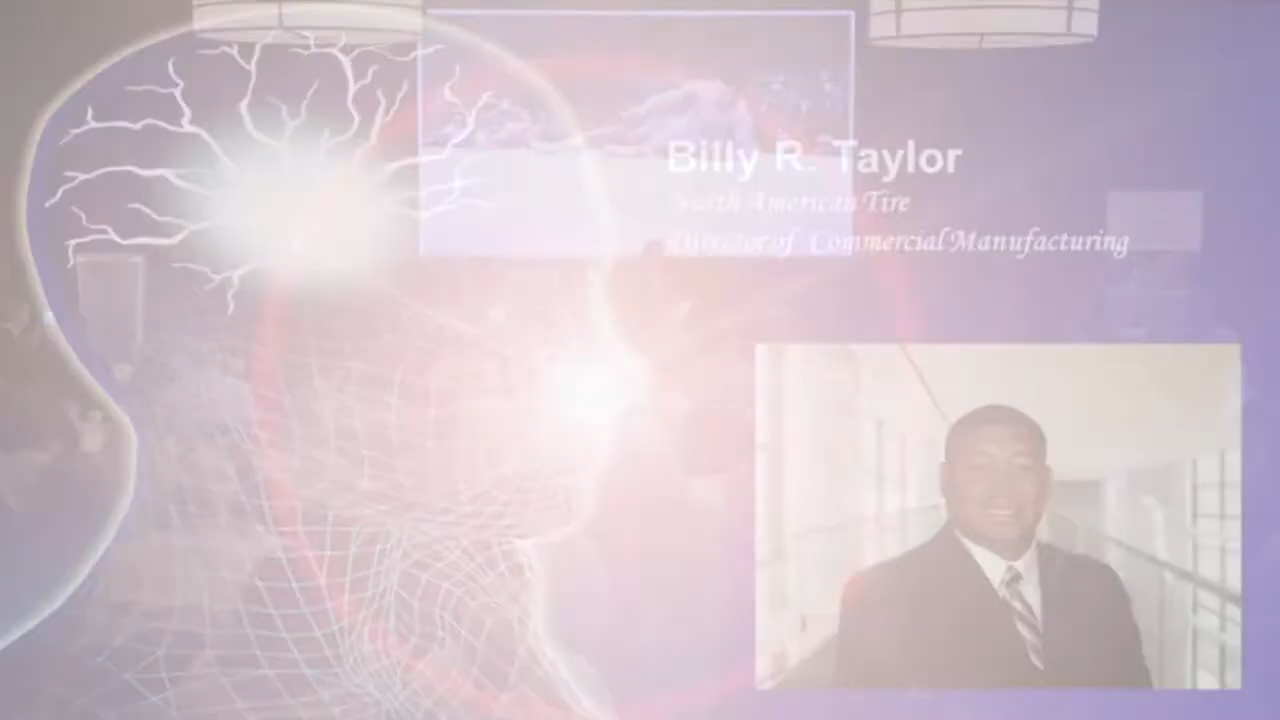 Billy R. Taylor
North American Tire
Director of Commercial Manufacturing